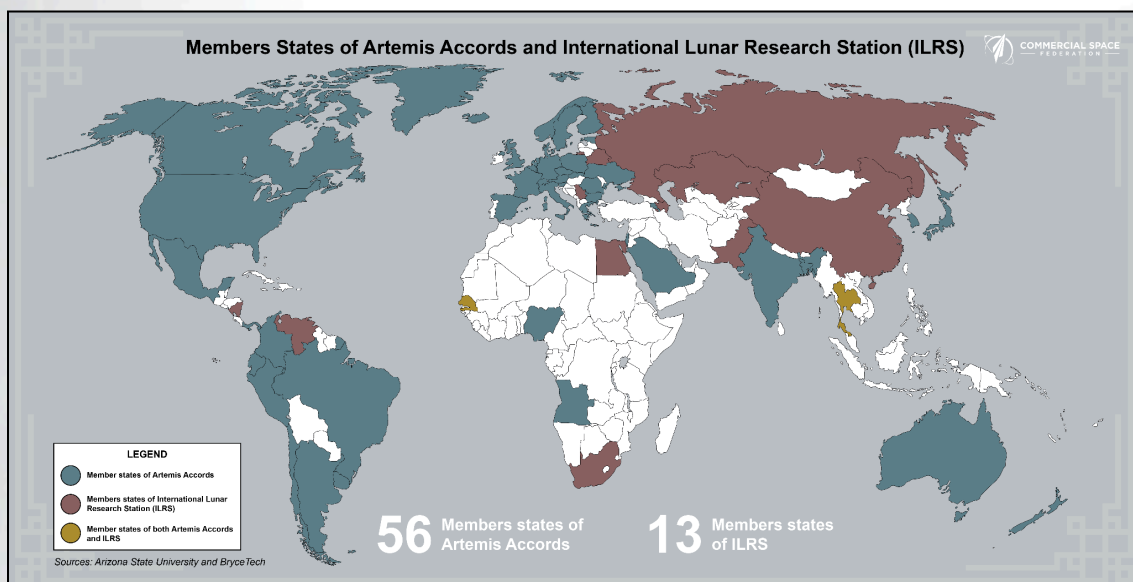 Members States of Artemis Accords and International Lunar Research Station (ILRS)
COMMERCIAL SPACE
FEDERATION
LEGEND
Member states of Artemis Accords
Members states of International Lunar
Research Station (ILRS)
Member states of both Artemis Accords
and ILRS
56
Members states of
Artemis Accords
13
Members states
of ILRS
Sources: Arizona State University and BryceTech